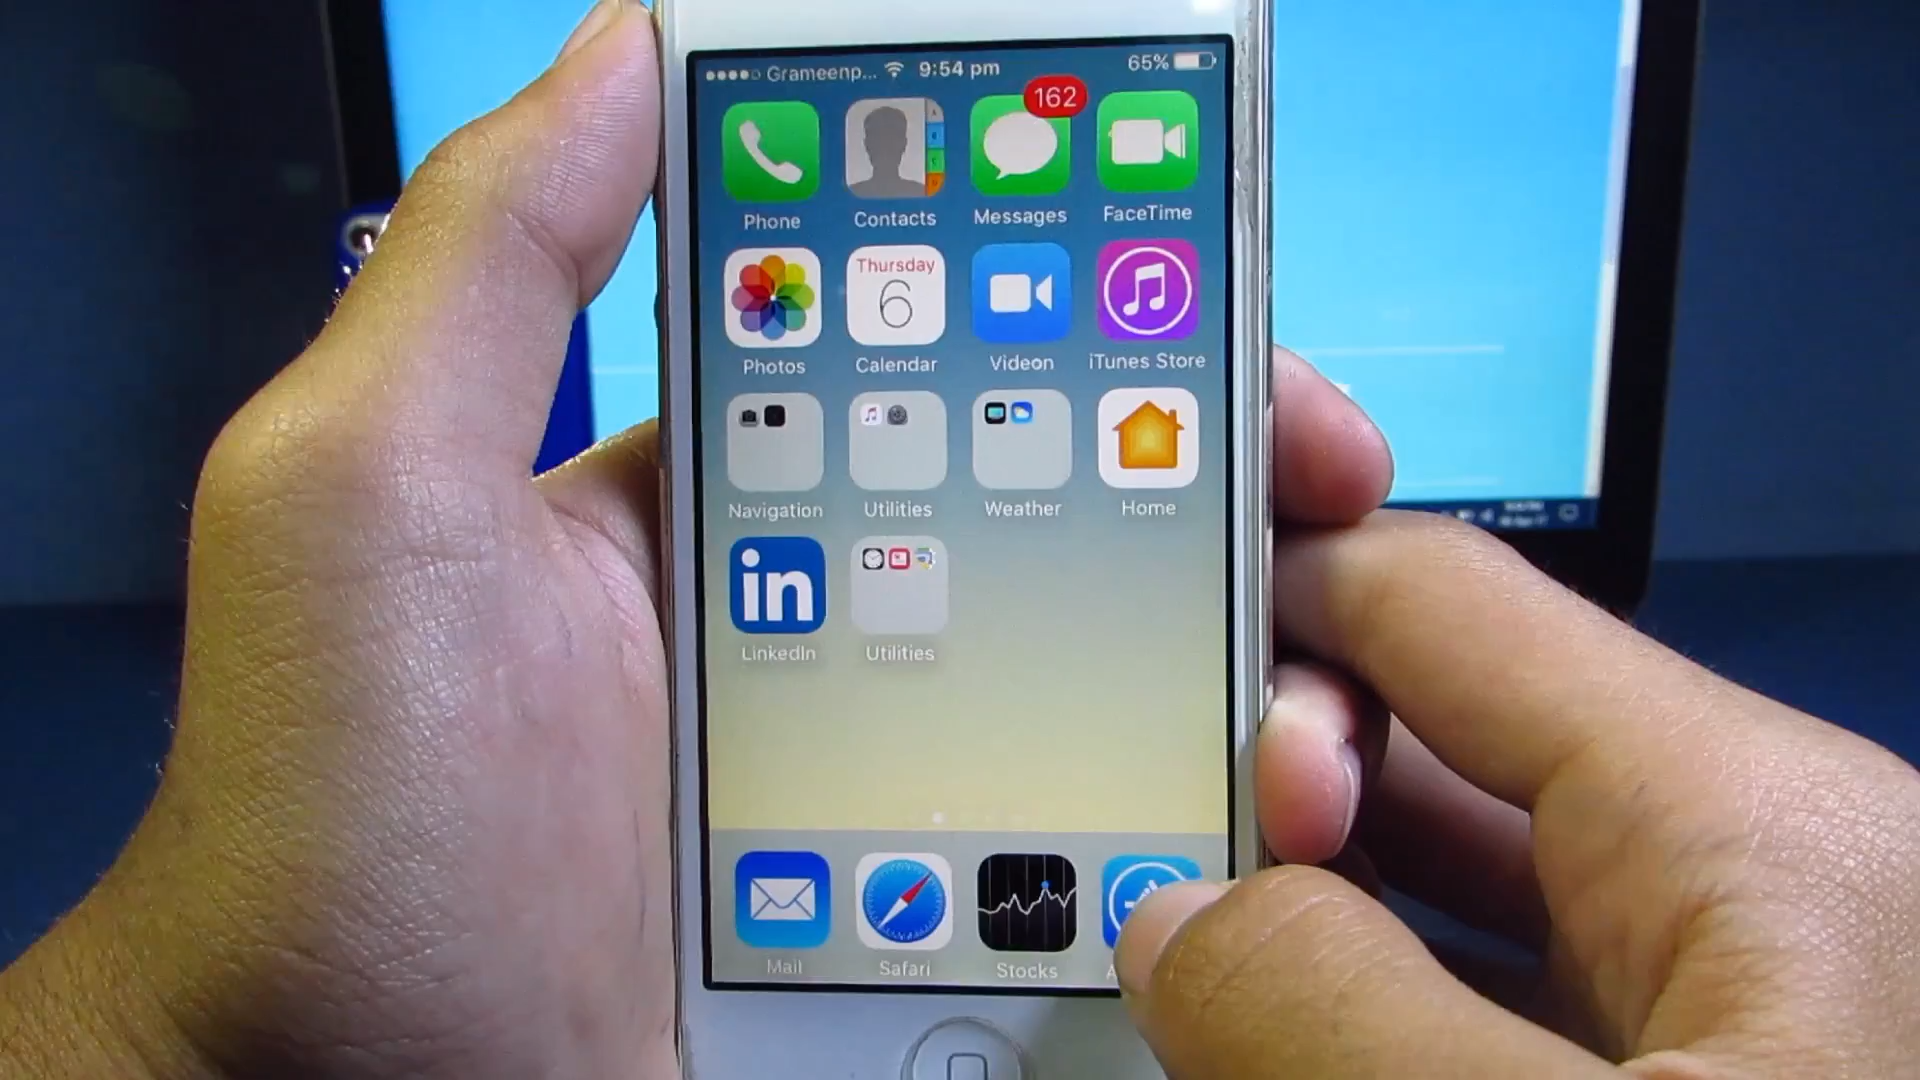 Grameenp... 9:54 pm 65%
162
Phone Contacts Messages FaceTime
Thursday
6
Photos Calendar Videon iTunes Store
Navigation Utilities Weather Home
in
LinkedIn Utilities
Mail Safari Stocks A